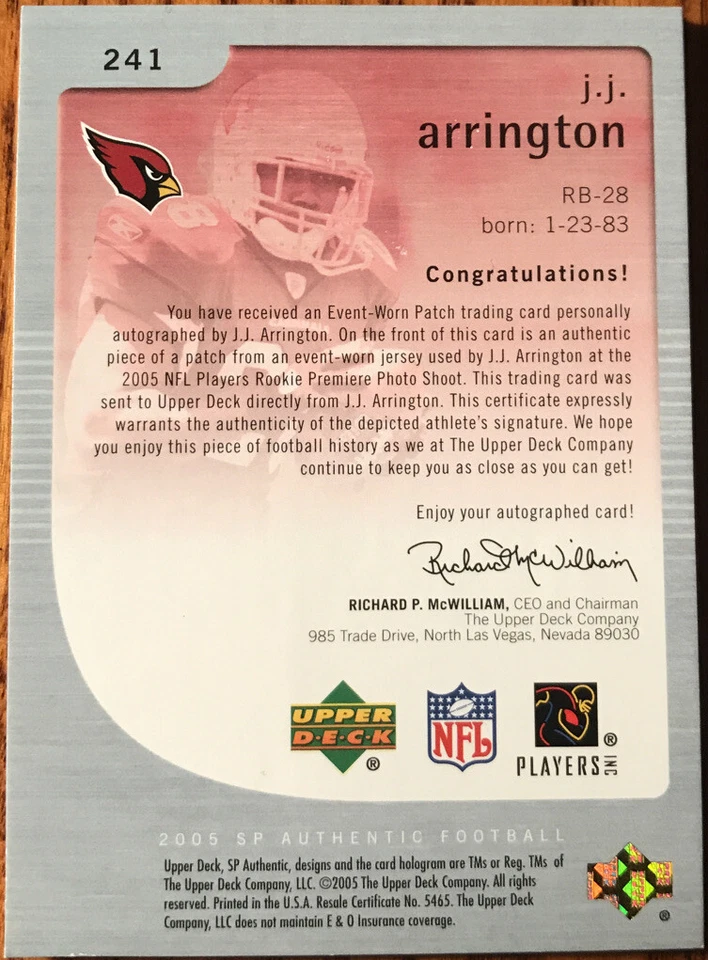 241
j.j.
arrington
RB-28
born: 1-23-83
Congratulations!
You have received an Event-Worn Patch trading card personally
autographed by J.J. Arrington. On the front of this card is an authentic
piece of a patch from an event-worn jersey used by J.J. Arrington at the
2005 NFL Players Rookie Premiere Photo Shoot. This trading card was
sent to Upper Deck directly from J.J. Arrington. This certificate expressly
warrants the authenticity of the depicted athlete's signature. We hope
you enjoy this piece of football history as we at The Upper Deck Company
continue to keep you as close as you can get!
Enjoy your autographed card!
Richard McWilliam
RICHARD P. McWILLIAM, CEO and Chairman
The Upper Deck Company
985 Trade Drive, North Las Vegas, Nevada 89030
UPPER
D·E·C·K
®
NFL
®
PLAYERS INC
2005 SP AUTHENTIC FOOTBALL
Upper Deck, SP Authentic, designs and the card hologram are TMs or Reg. TMs of
The Upper Deck Company, LLC. ©2005 The Upper Deck Company. All rights
reserved. Printed in the U.S.A. Resale Certificate No. 5465. The Upper Deck
Company, LLC does not maintain E & O Insurance coverage.
®